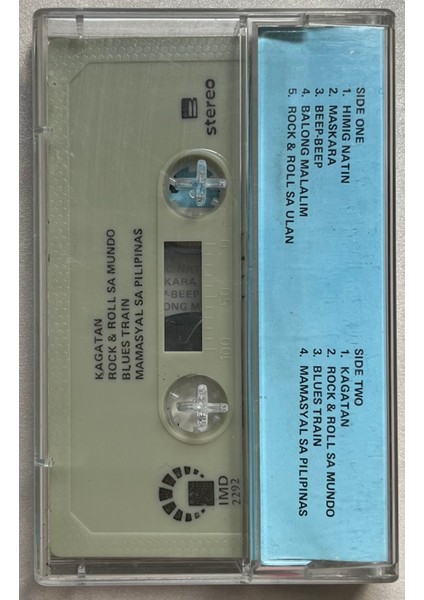 SIDE ONE
1. HIMIG NATIN
2. MASKARA
3. BEEP-BEEP
4. BALONG MALALIM
5. ROCK & ROLL SA ULAN
SIDE TWO
1. KAGATAN
2. ROCK & ROLL SA MUNDO
3. BLUES TRAIN
4. MAMASYAL SA PILIPINAS
B
stereo
KAGATAN
ROCK & ROLL SA MUNDO
BLUES TRAIN
MAMASYAL SA PILIPINAS
IMD
2292